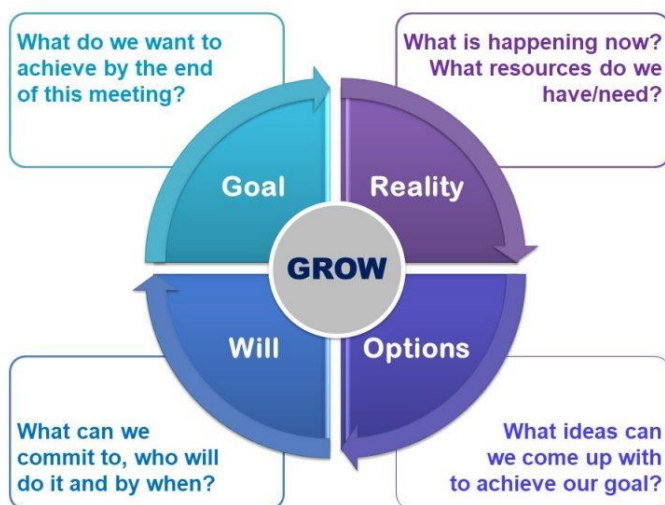 What do we want to
achieve by the end
of this meeting?
What is happening now?
What resources do we
have/need?
Goal
Reality
GROW
Will
Options
What can we
commit to, who will
do it and by when?
What ideas can
we come up with
to achieve our goal?